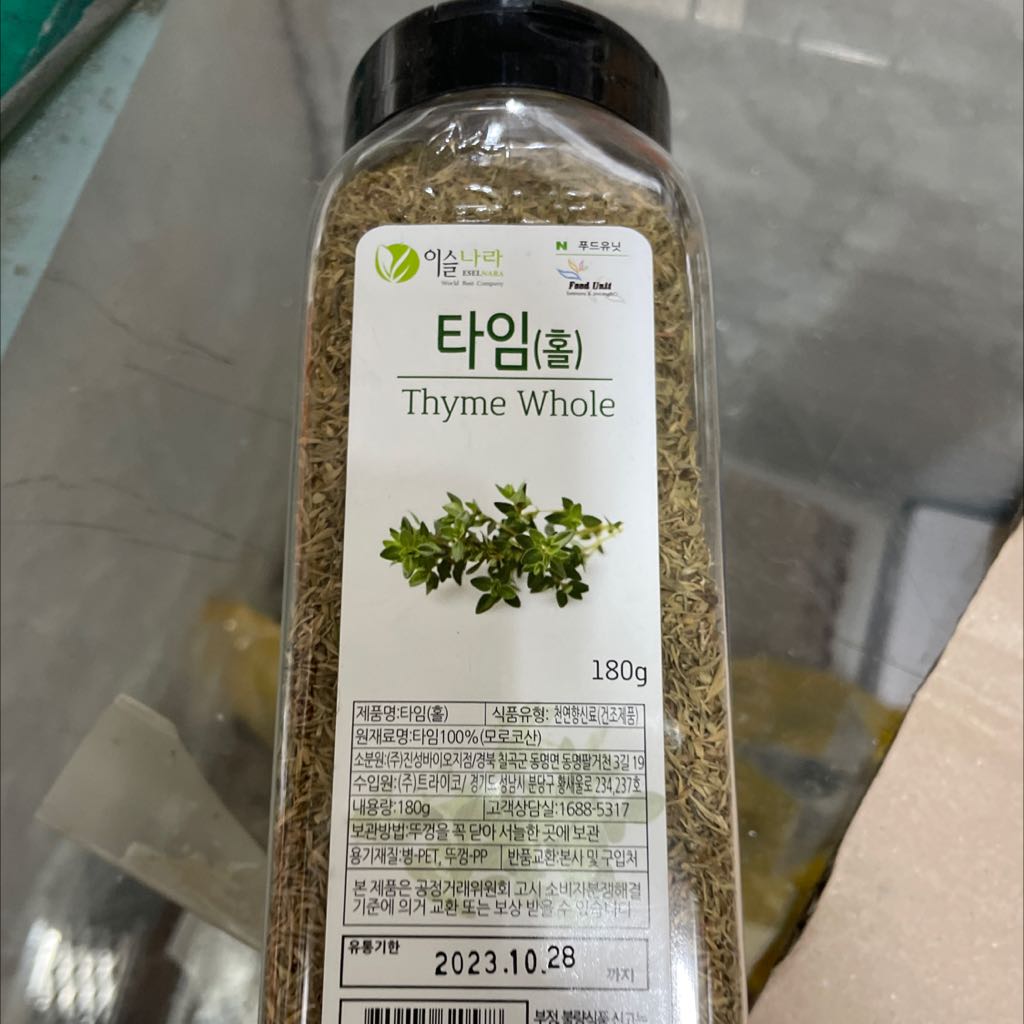 이슬나라
ESELNARA
World Best Company
N 푸드유닛
Food Unit
타임(홀)
Thyme Whole
180g
제품명:타임(홀) 식품유형: 천연향신료(건조제품)
원재료명:타임100%(모로코산)
소분원:(주)진성바이오지점/경북 칠곡군 동명면 동명팔거천 3길 19
수입원:(주)트라이코/ 경기도 성남시 분당구 황새울로 234,237호
내용량:180g 고객상담실:1688-5317
보관방법:뚜껑을 꼭 닫아 서늘한 곳에 보관
용기재질:병-PET, 뚜껑-PP 반품교환:본사 및 구입처
본 제품은 공정거래위원회 고시 소비자분쟁해결
기준에 의거 교환 또는 보상 받을 수 있습니다
유통기한
2023.10.28 까지
부정 불량식품 신고는